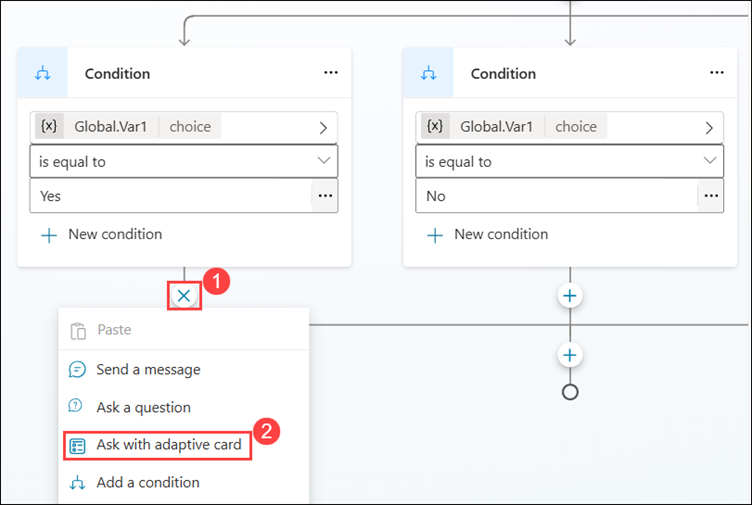 Condition ...
{x} Global.Var1 choice
is equal to
Yes ...
New condition
Condition ...
{x} Global.Var1 choice
is equal to
No ...
New condition
1
Paste
Send a message
Ask a question
Ask with adaptive card
2
Add a condition